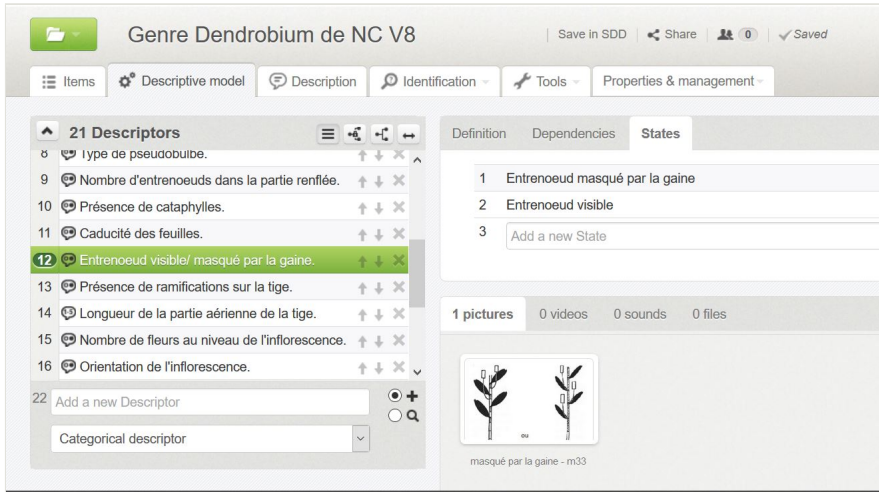 Genre Dendrobium de NC V8
Save in SDD
Share
0
Saved
Items
Descriptive model
Description
Identification
Tools
Properties & management
21 Descriptors
8 Type de pseudobulbe.
9 Nombre d'entrenoeuds dans la partie renflée.
10 Présence de cataphylles.
11 Caducité des feuilles.
12 Entrenoeud visible/ masqué par la gaine.
13 Présence de ramifications sur la tige.
14 Longueur de la partie aérienne de la tige.
15 Nombre de fleurs au niveau de l'inflorescence.
16 Orientation de l'inflorescence.
22 Add a new Descriptor
Categorical descriptor
Definition Dependencies States
1 Entrenoeud masqué par la gaine
2 Entrenoeud visible
3 Add a new State
1 pictures 0 videos 0 sounds 0 files
ou
masqué par la gaine - m33